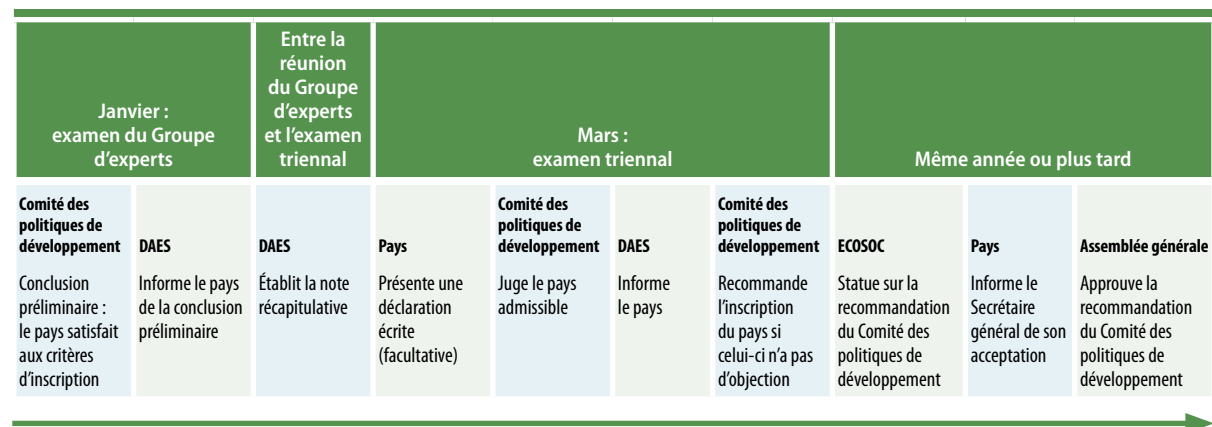 Janvier :
examen du Groupe
d'experts
Entre la
réunion
du Groupe
d'experts
et l'examen
triennal
Mars :
examen triennal
Même année ou plus tard
Comité des
politiques de
développement
Conclusion
préliminaire :
le pays satisfait
aux critères
d'inscription
DAES
Informe le pays
de la conclusion
préliminaire
DAES
Établit la note
récapitulative
Pays
Présente une
déclaration
écrite
(facultative)
Comité des
politiques de
développement
Juge le pays
admissible
DAES
Informe
le pays
Comité des
politiques de
développement
Recommande
l'inscription
du pays si
celui-ci n'a pas
d'objection
ECOSOC
Statue sur la
recommandation
du Comité des
politiques de
développement
Pays
Informe le
Secrétaire
général de son
acceptation
Assemblée générale
Approuve la
recommandation
du Comité des
politiques de
développement